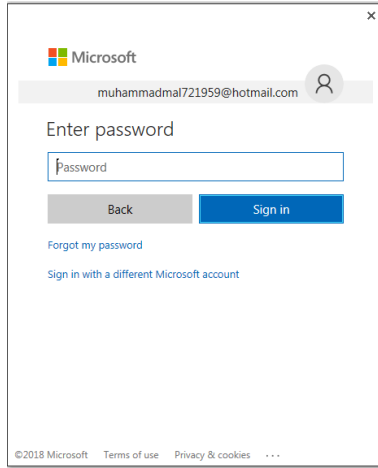 Microsoft
muhammadmal721959@hotmail.com
Enter password
Password
Back Sign in
Forgot my password
Sign in with a different Microsoft account
©2018 Microsoft Terms of use Privacy & cookies ...